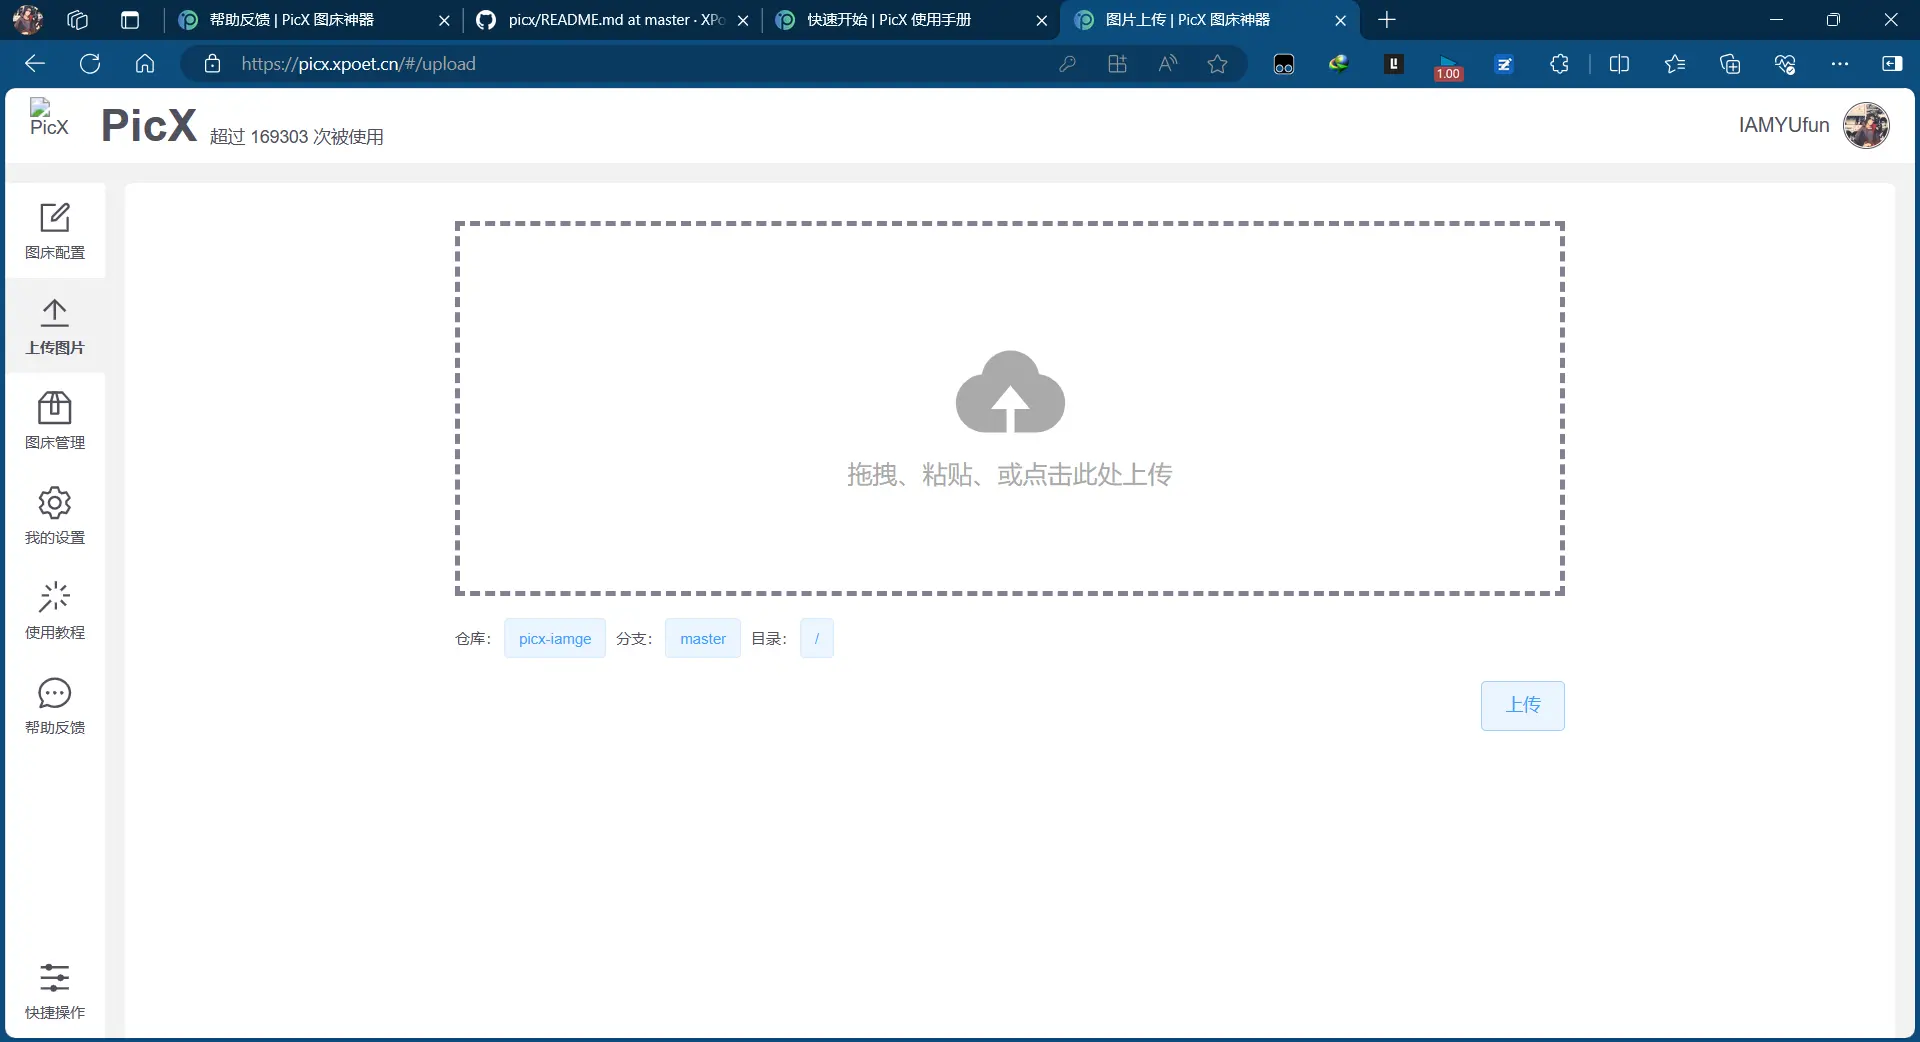 帮助反馈 | PicX 图床神器
picx/README.md at master · XPo
快速开始 | PicX 使用手册
图片上传 | PicX 图床神器
https://picx.xpoet.cn/#/upload
1.00
PicX
PicX 超过 169303 次被使用
IAMYUfun
图床配置
上传图片
图床管理
我的设置
使用教程
帮助反馈
快捷操作
拖拽、粘贴、或点击此处上传
仓库： picx-iamge 分支： master 目录： /
上传